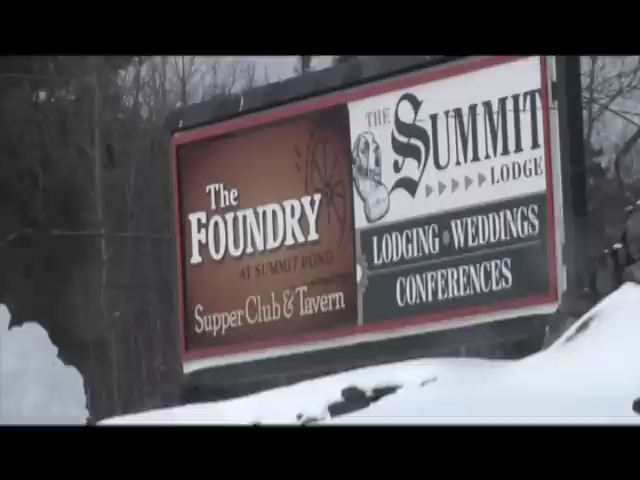 The
FOUNDRY
AT SUMMIT POND
Supper Club & Tavern
THE
SUMMIT
LODGE
LODGING • WEDDINGS
CONFERENCES